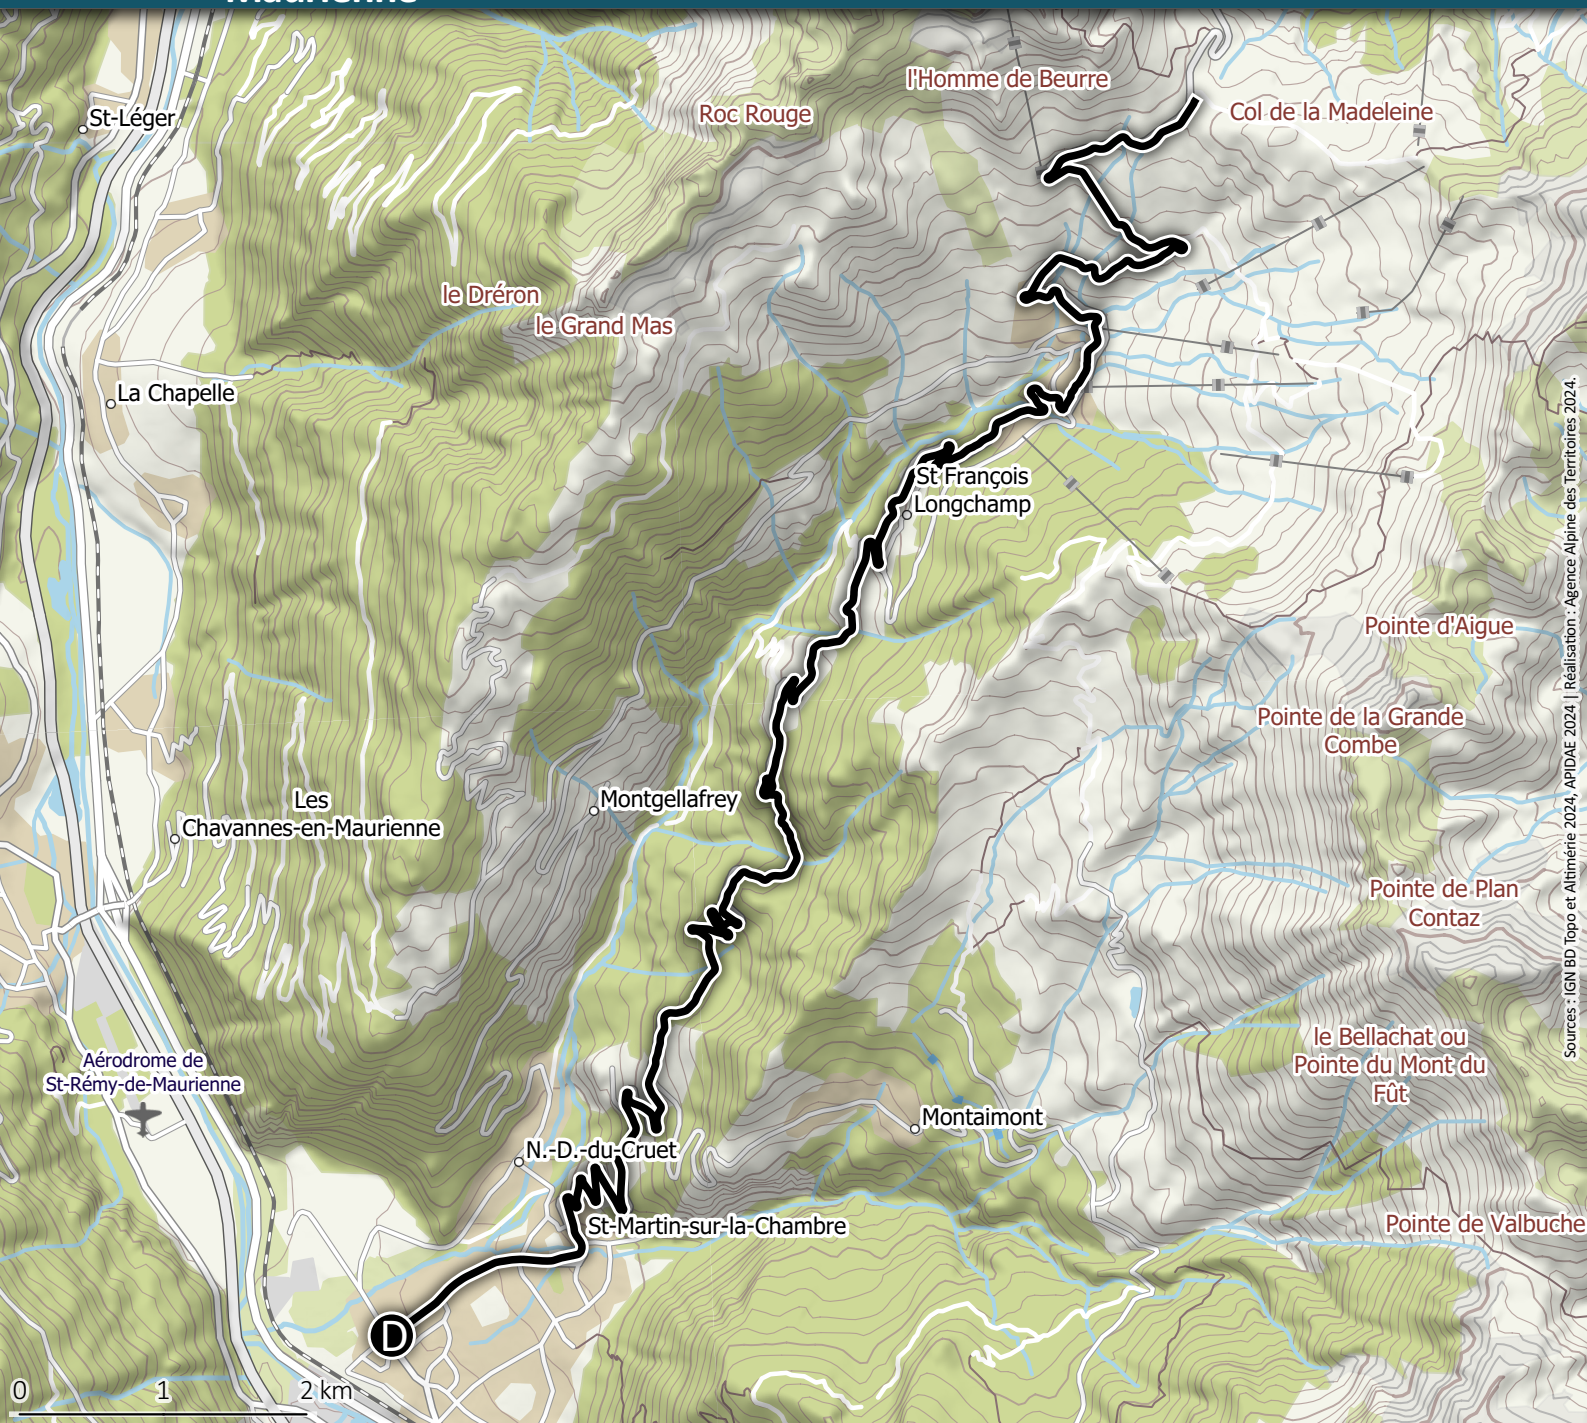 l'Homme de Beurre
Roc Rouge
Col de la Madeleine
St-Léger
le Dréron
le Grand Mas
La Chapelle
St François
Longchamp
Pointe d'Aigue
Pointe de la Grande
Combe
Les
Chavannes-en-Maurienne
Montgellafrey
Pointe de Plan
Contaz
le Bellachat ou
Pointe du Mont du
Fût
Aérodrome de
St-Rémy-de-Maurienne
Montaimont
N.-D.-du-Cruet
St-Martin-sur-la-Chambre
Pointe de Valbuche
D
0 1 2 km
Sources : IGN BD Topo et Altimérie 2024, APIDAE 2024 | Réalisation : Agence Alpine des Territoires 2024.